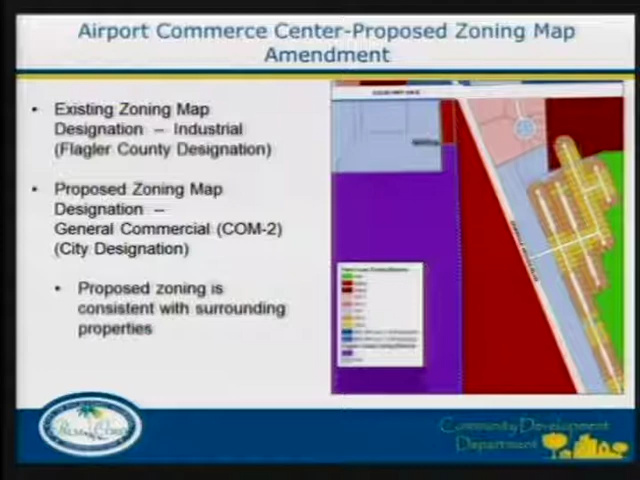 Airport Commerce Center-Proposed Zoning Map
Amendment
• Existing Zoning Map
Designation – Industrial
(Flagler County Designation)
• Proposed Zoning Map
Designation –
General Commercial (COM-2)
(City Designation)
• Proposed zoning is
consistent with surrounding
properties
Community Development
Department